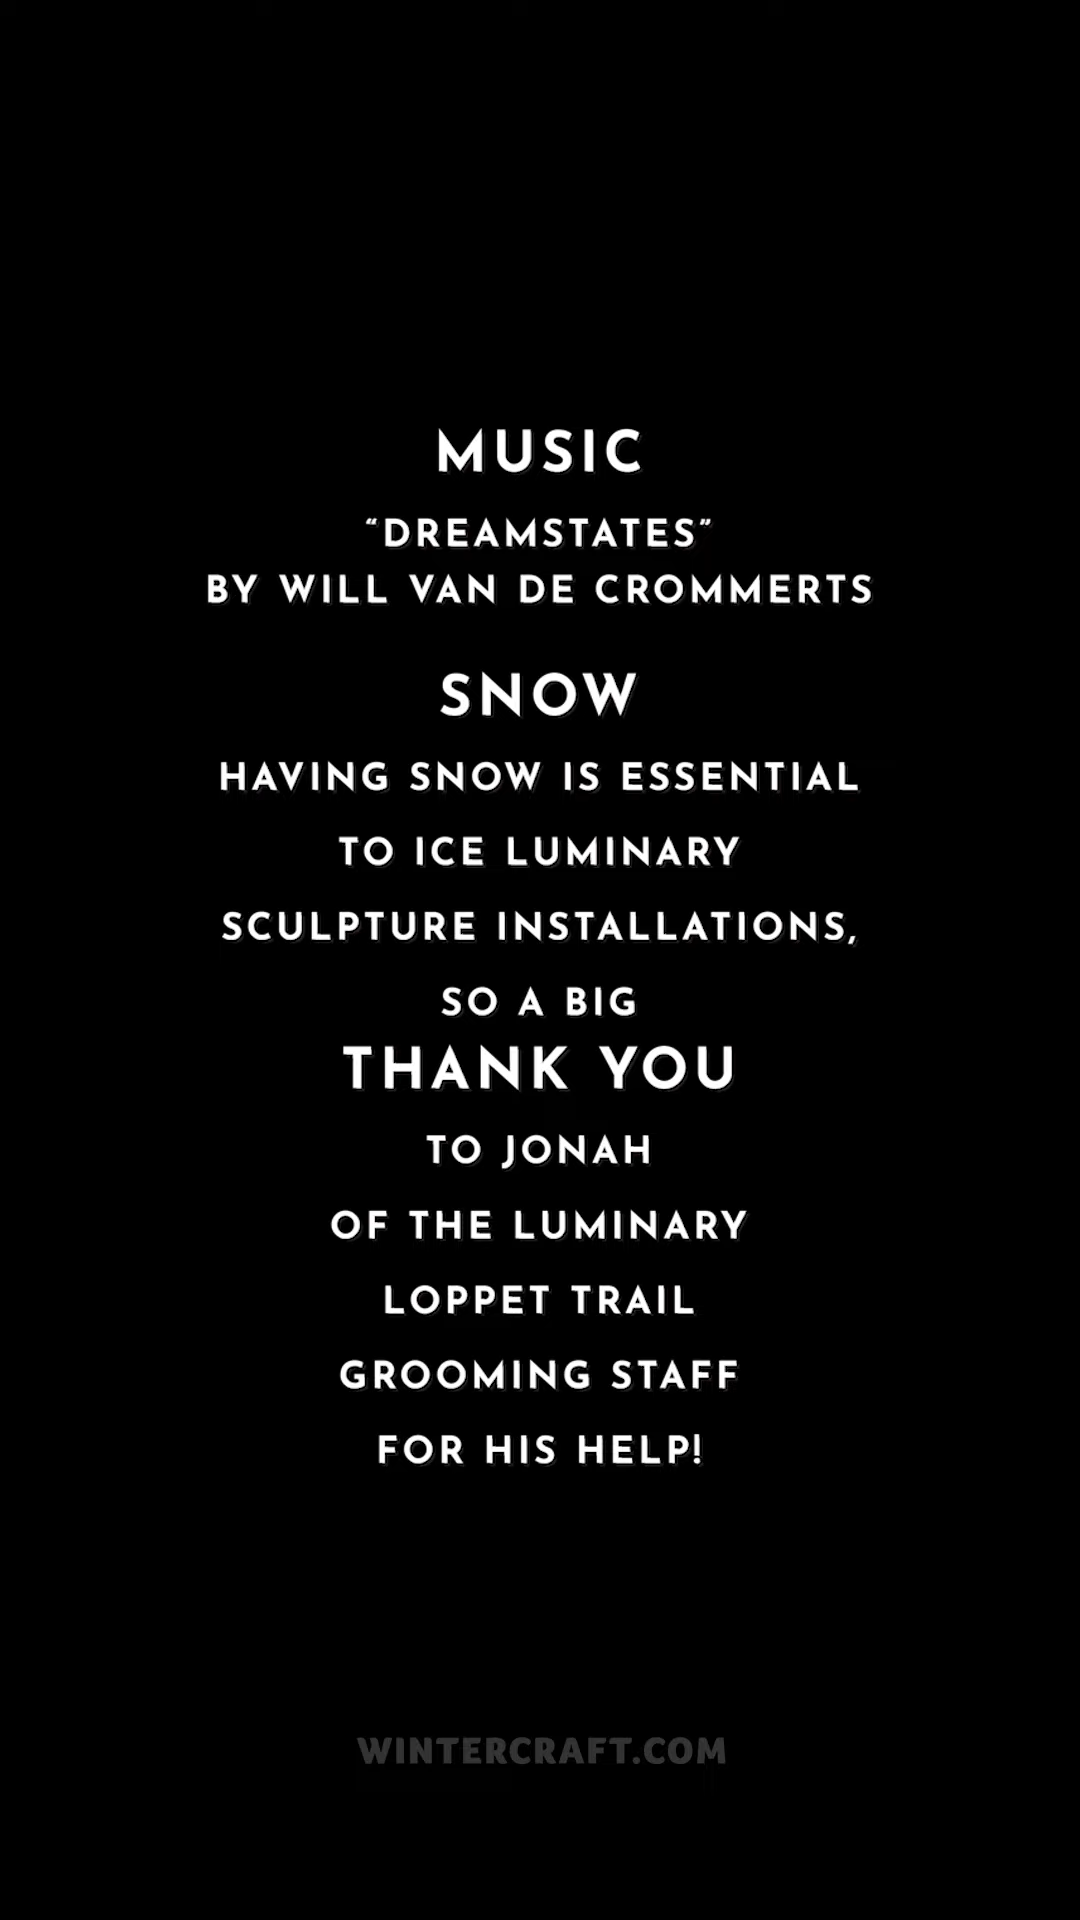 MUSIC
“DREAMSTATES”
BY WILL VAN DE CROMMERTS
SNOW
HAVING SNOW IS ESSENTIAL
TO ICE LUMINARY
SCULPTURE INSTALLATIONS,
SO A BIG
THANK YOU
TO JONAH
OF THE LUMINARY
LOPPET TRAIL
GROOMING STAFF
FOR HIS HELP!
WINTERCRAFT.COM